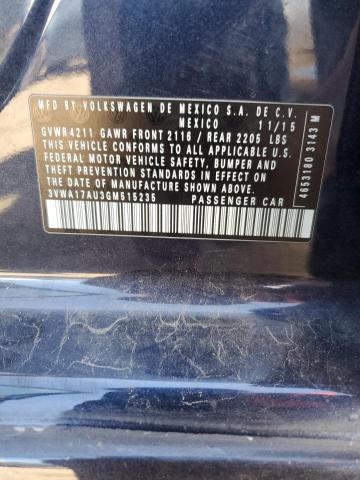 MFD.BY VOLKSWAGEN DE MEXICO S.A. DE C.V.
MEXICO 11/15
GVWR4211 GAWR FRONT 2116 / REAR 2205 LBS
THIS VEHICLE CONFORMS TO ALL APPLICABLE U.S.
FEDERAL MOTOR VEHICLE SAFETY, BUMPER AND
THEFT PREVENTION STANDARDS IN EFFECT ON
THE DATE OF MANUFACTURE SHOWN ABOVE.
3VWA17AU3GM515235 PASSENGER CAR
4653180 3143 M